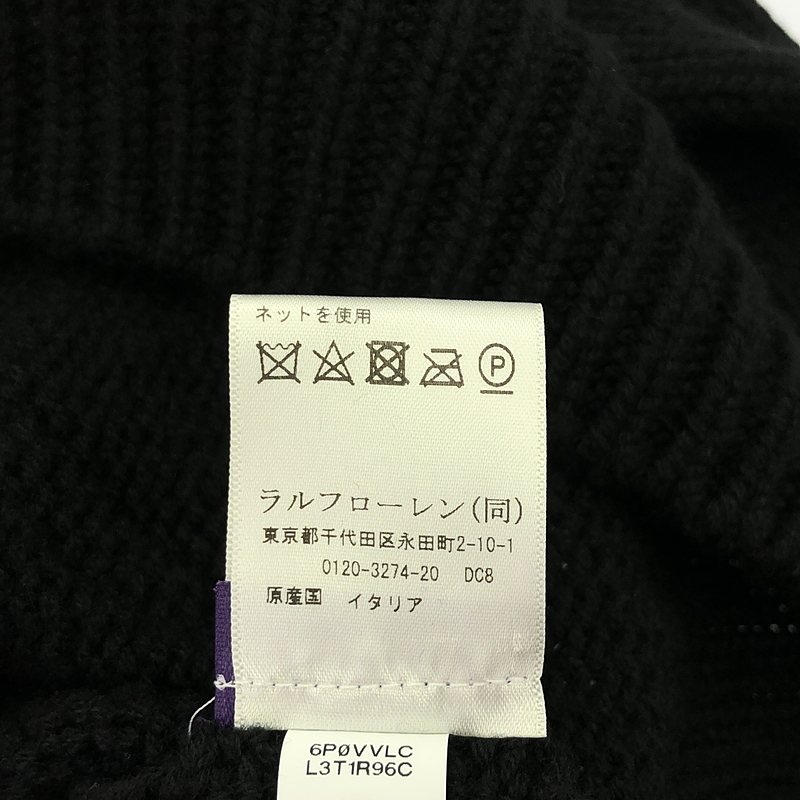 ネットを使用
P
ラルフローレン(同)
東京都千代田区永田町2-10-1
0120-3274-20 DC8
原産国 イタリア
6PØVVLC
L3T1R96C